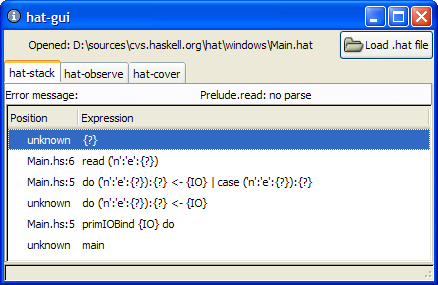 hat-gui
Opened: D:\sources\cvs.haskell.org\hat\windows\Main.hat
Load .hat file
hat-stack hat-observe hat-cover
Error message: Prelude.read: no parse
Position Expression
unknown {?}
Main.hs:6 read ('n':'e':{?})
Main.hs:5 do ('n':'e':{?}):{?} <- {IO} | case ('n':'e':{?}):{?}
unknown do ('n':'e':{?}):{?} <- {IO}
Main.hs:5 primIOBind {IO} do
unknown main